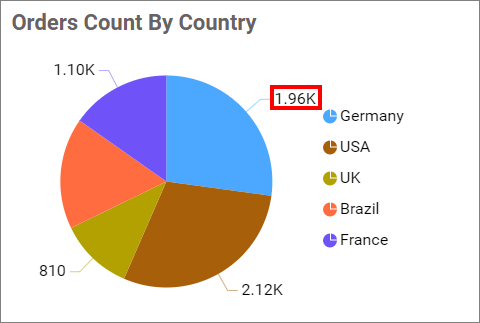 Orders Count By Country
1.10K
1.96K
Germany
USA
UK
Brazil
France
810
2.12K